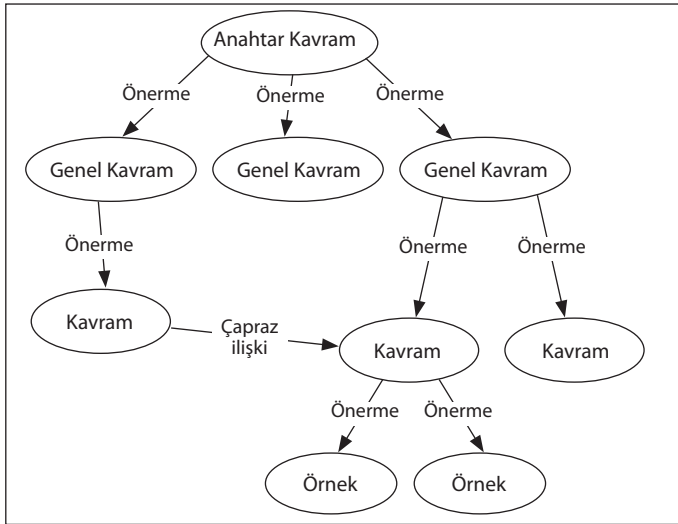 Anahtar Kavram
Önerme
Önerme
Önerme
Genel Kavram
Genel Kavram
Genel Kavram
Önerme
Önerme
Önerme
Kavram
Çapraz
ilişki
Kavram
Kavram
Önerme
Önerme
Örnek
Örnek